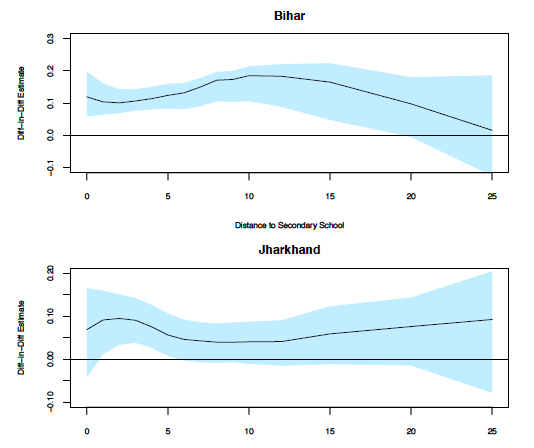 Bihar
Diff-in-Diff Estimate
0.3
0.2
0.1
0.0
-0.1
0 5 10 15 20 25
Distance to Secondary School
Jharkhand
Diff-in-Diff Estimate
0.20
0.10
0.00
-0.10
0 5 10 15 20 25